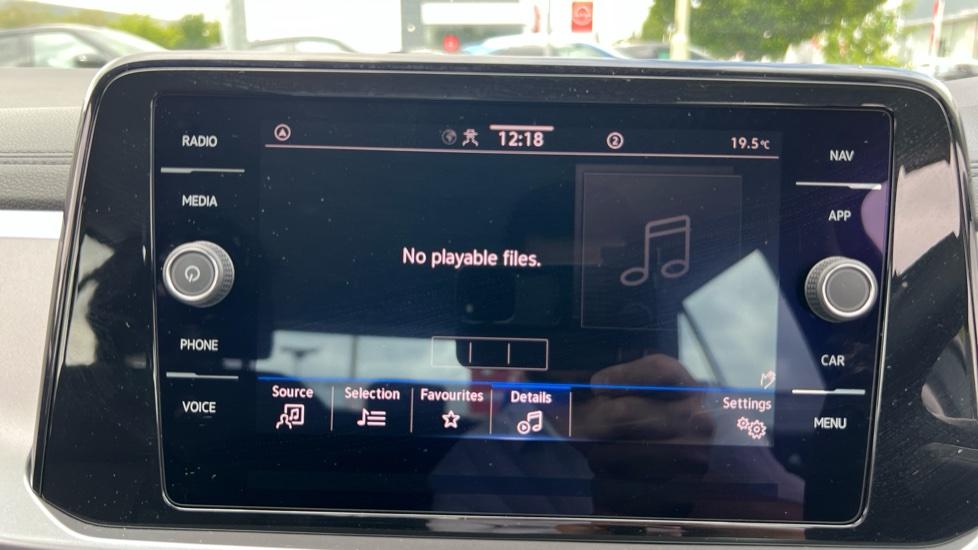 RADIO
MEDIA
PHONE
VOICE
12:18
2
19.5°C
No playable files.
Source
Selection
Favourites
Details
Settings
NAV
APP
CAR
MENU